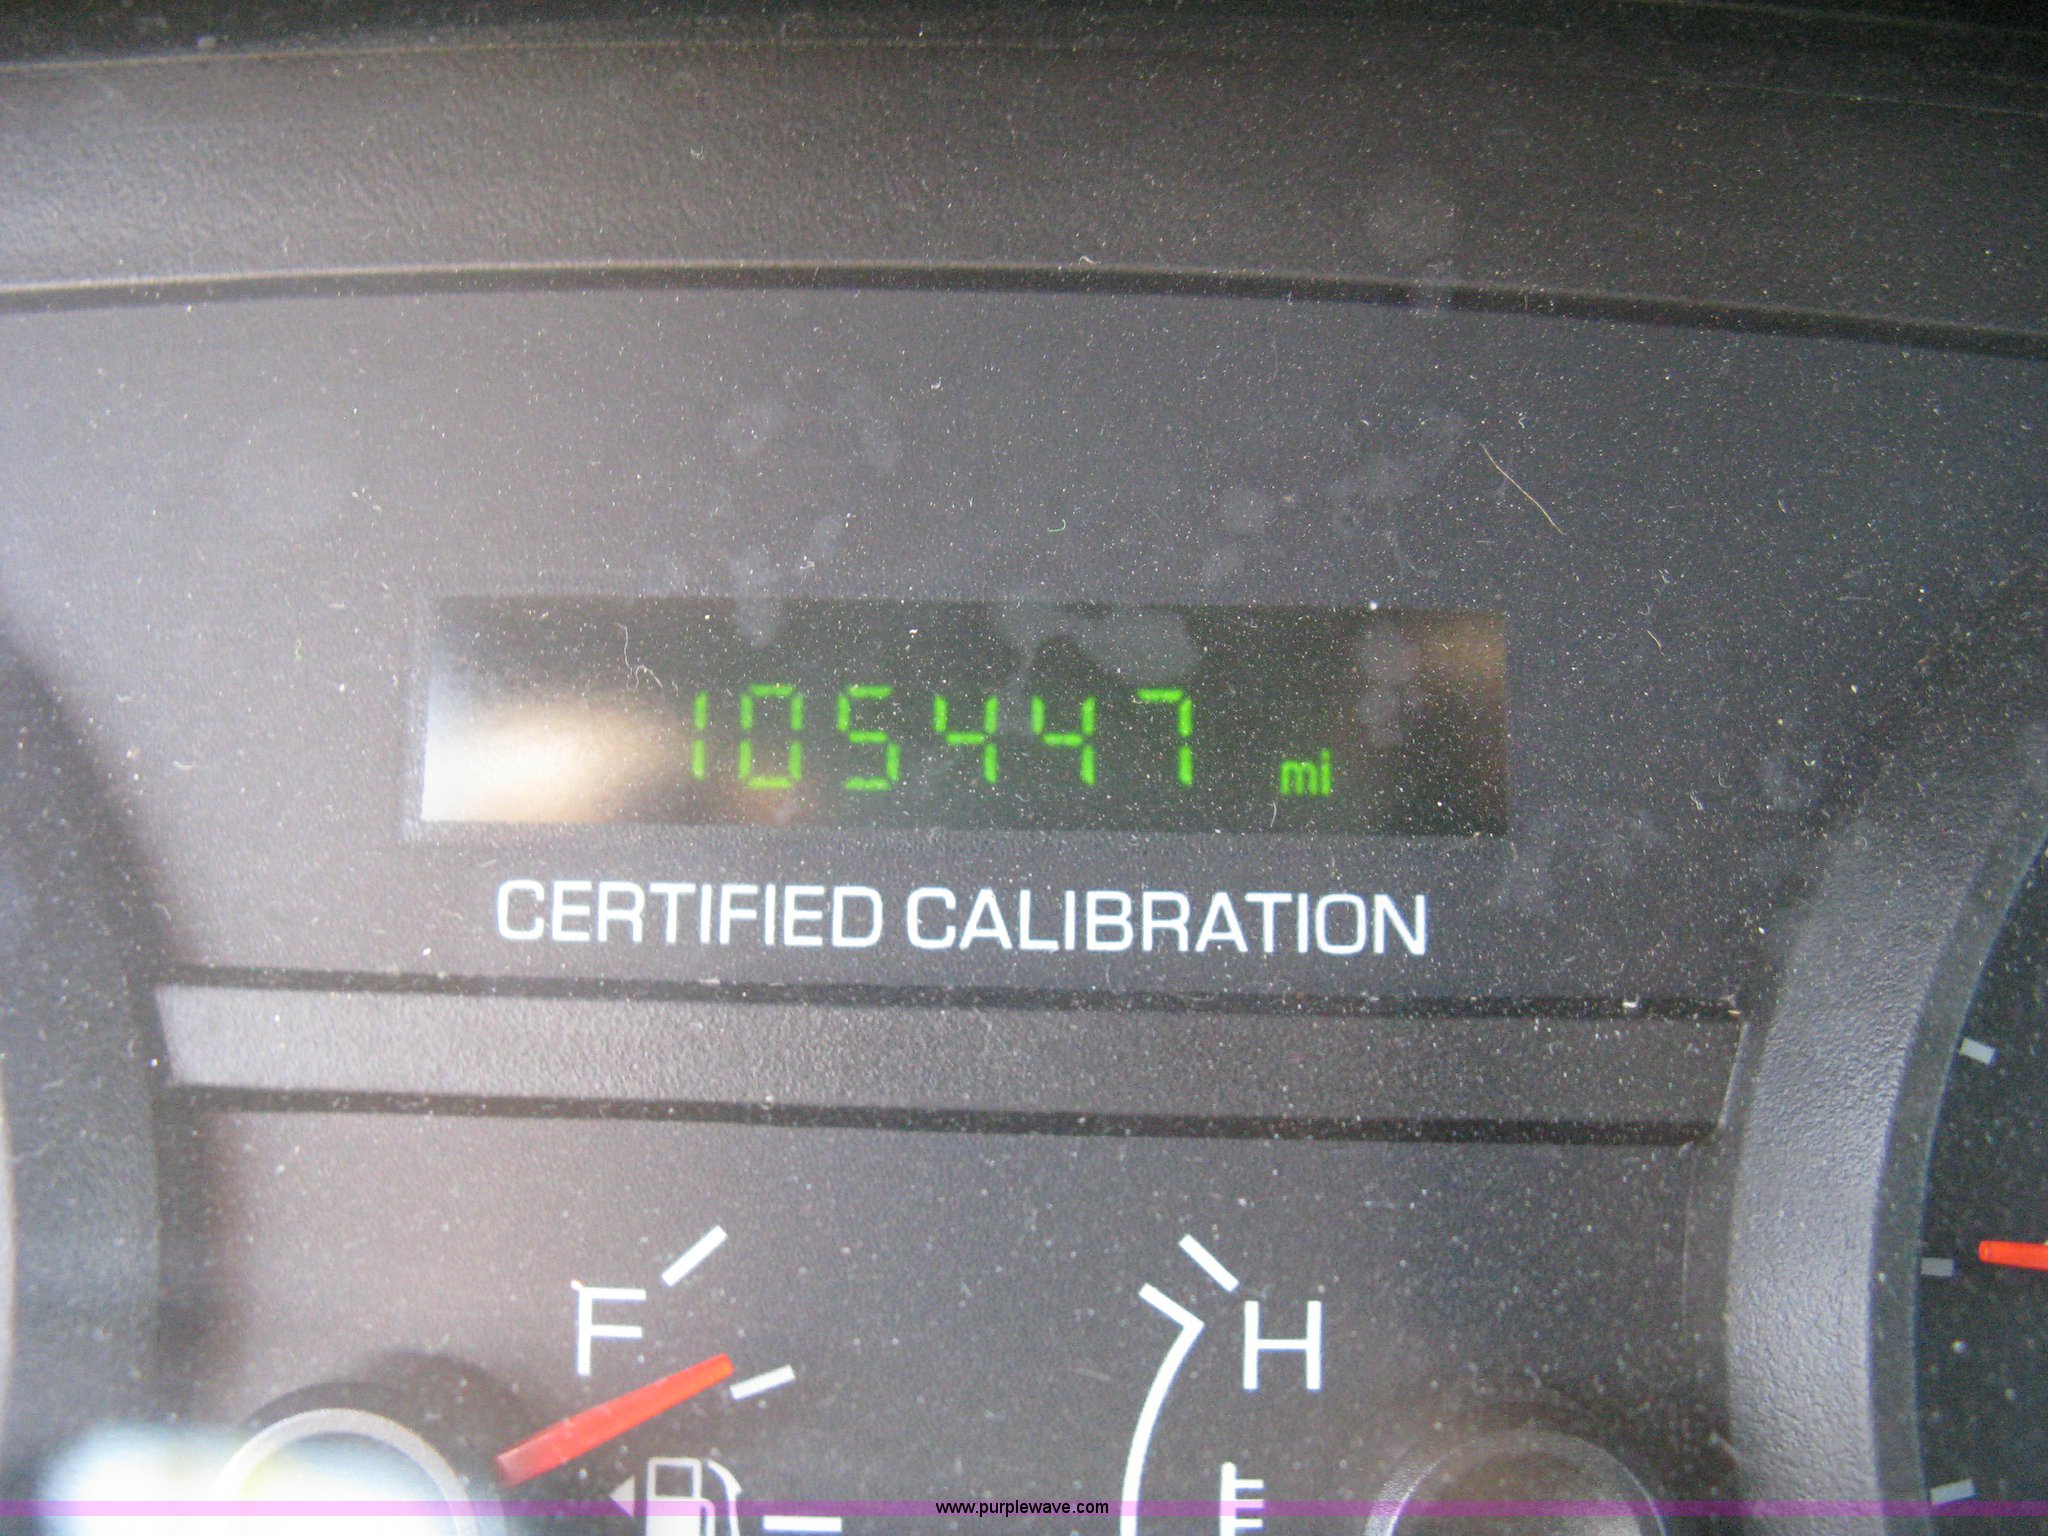 105447 mi
CERTIFIED CALIBRATION
F H
www.purplewave.com